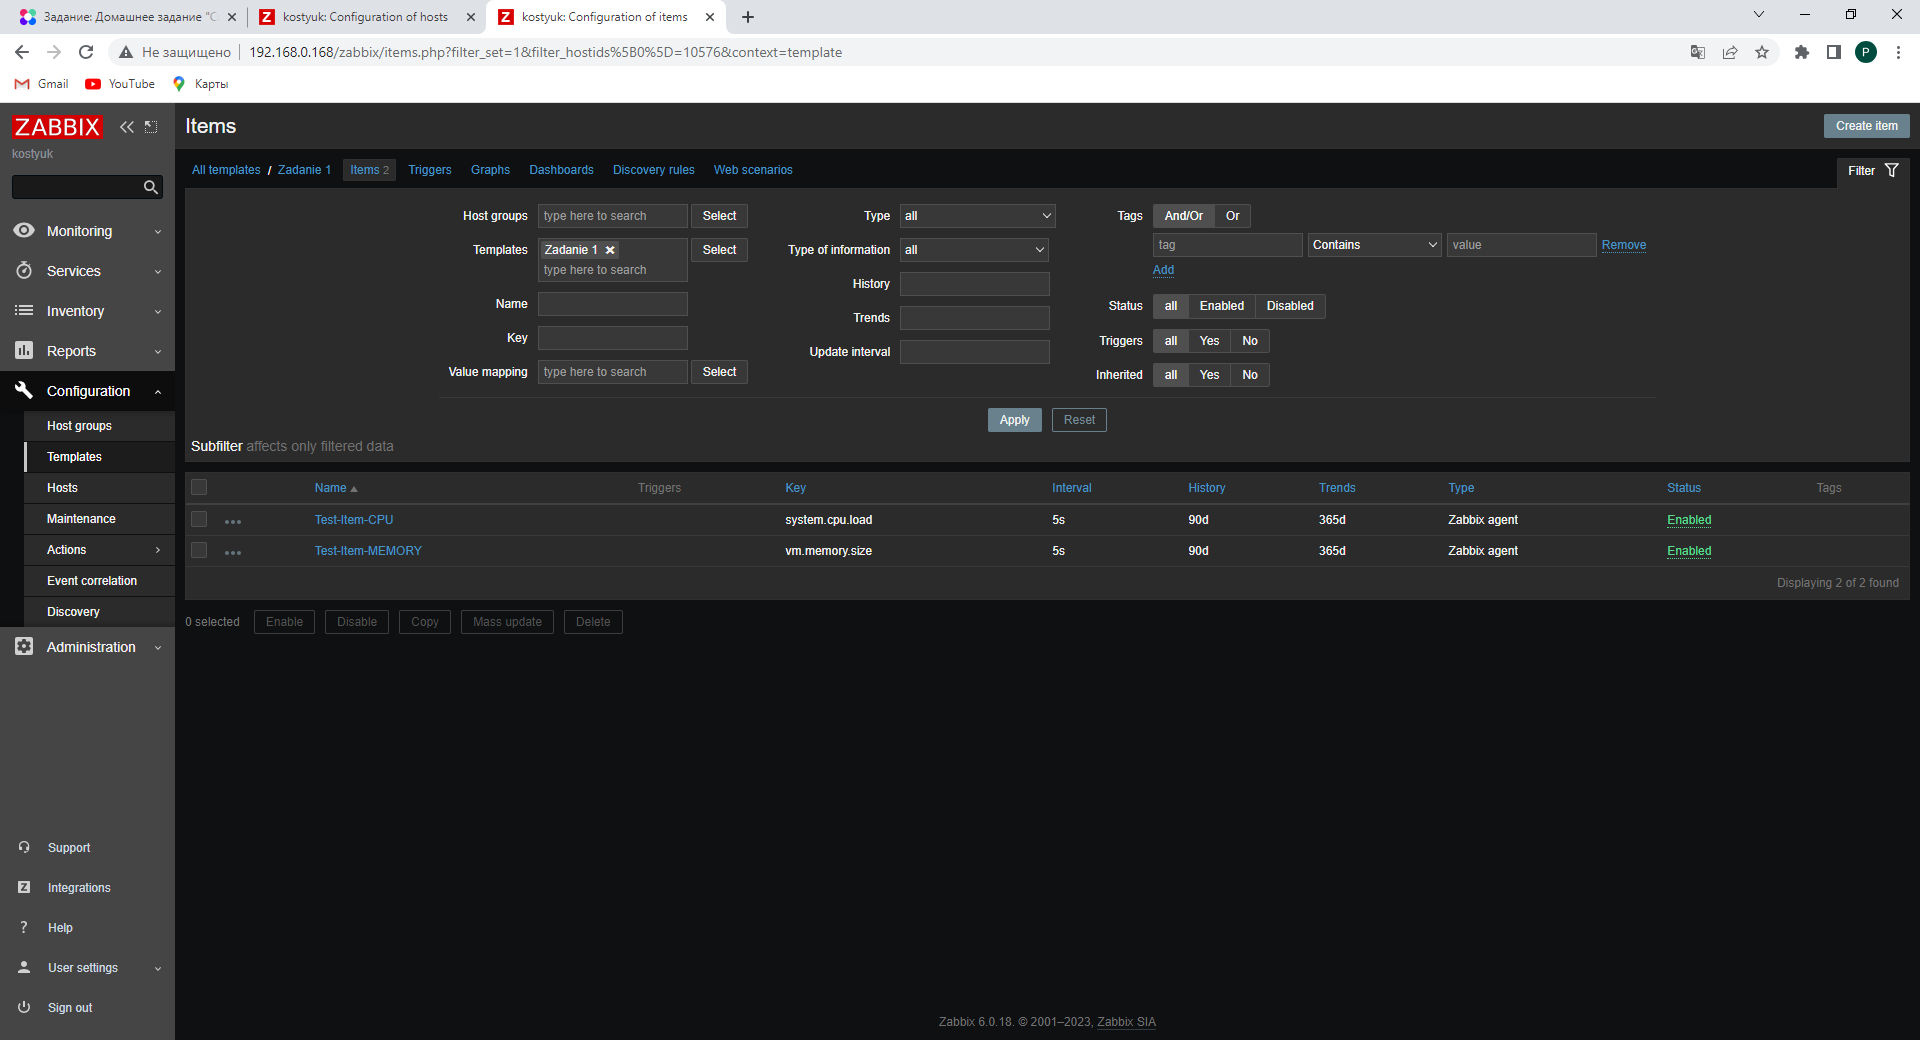 Задание: Домашнее задание "С
kostyuk: Configuration of hosts
kostyuk: Configuration of items
Не защищено
192.168.0.168/zabbix/items.php?filter_set=1&filter_hostids%5B0%5D=10576&context=template
P
Gmail
YouTube
Карты
ZABBIX
kostyuk
Monitoring
Services
Inventory
Reports
Configuration
Host groups
Templates
Hosts
Maintenance
Actions
Event correlation
Discovery
Administration
Support
Integrations
Help
User settings
Sign out
Items
Create item
All templates / Zadanie 1 Items 2 Triggers Graphs Dashboards Discovery rules Web scenarios
Filter
Host groups type here to search Select
Templates Zadanie 1 Select
type here to search
Name
Key
Value mapping type here to search Select
Type all
Type of information all
History
Trends
Update interval
Tags And/Or Or
tag Contains value Remove
Add
Status all Enabled Disabled
Triggers all Yes No
Inherited all Yes No
Apply Reset
Subfilter affects only filtered data
Name Triggers Key Interval History Trends Type Status Tags
Test-Item-CPU system.cpu.load 5s 90d 365d Zabbix agent Enabled
Test-Item-MEMORY vm.memory.size 5s 90d 365d Zabbix agent Enabled
Displaying 2 of 2 found
0 selected Enable Disable Copy Mass update Delete
Zabbix 6.0.18. © 2001–2023, Zabbix SIA